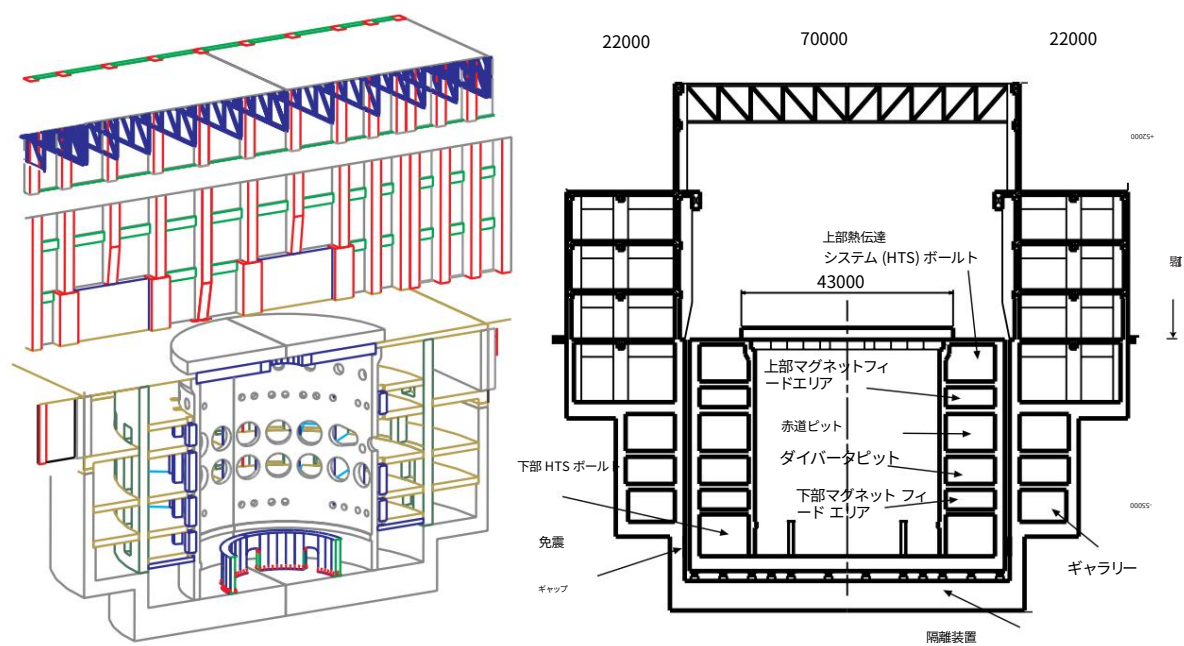 22000
70000
22000
+52000
上部熱伝達
システム (HTS) ボールト
43000
上部マグネットフィ
ードエリア
赤道ピット
ダイバータピット
下部 HTS ボールト
下部マグネット フィ
ード エリア
-55000
免震
ギャップ
ギャラリー
隔離装置